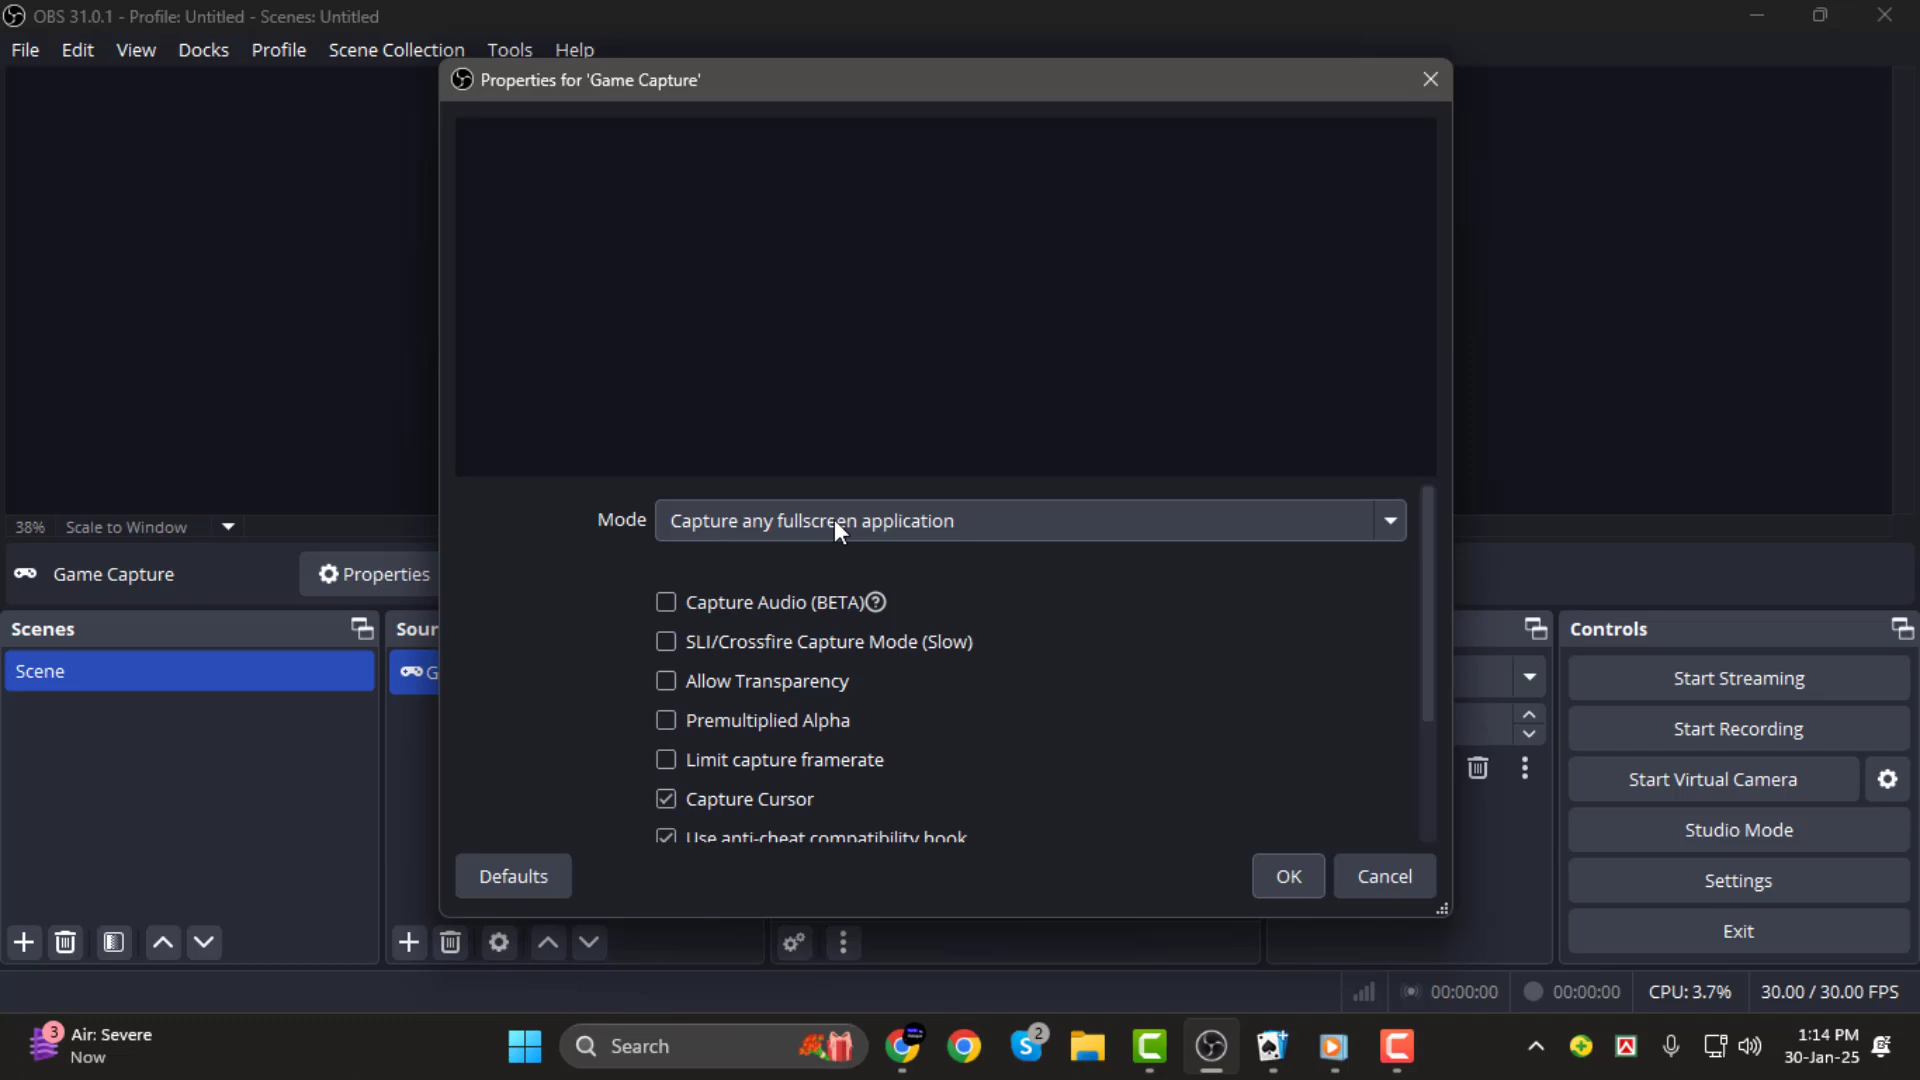 OBS 31.0.1 - Profile: Untitled - Scenes: Untitled
File Edit View Docks Profile Scene Collection Tools Help
Properties for 'Game Capture'
Mode Capture any fullscreen application
38% Scale to Window
Game Capture Properties
Capture Audio (BETA)?
SLI/Crossfire Capture Mode (Slow)
Allow Transparency
Premultiplied Alpha
Limit capture framerate
Capture Cursor
Use anti-cheat compatibility hook
Defaults OK Cancel
Scenes
Scene
Sour
G
Controls
Start Streaming
Start Recording
Start Virtual Camera
Studio Mode
Settings
Exit
00:00:00 00:00:00 CPU: 3.7% 30.00 / 30.00 FPS
3 Air: Severe
Now
Search
2
1:14 PM
30-Jan-25